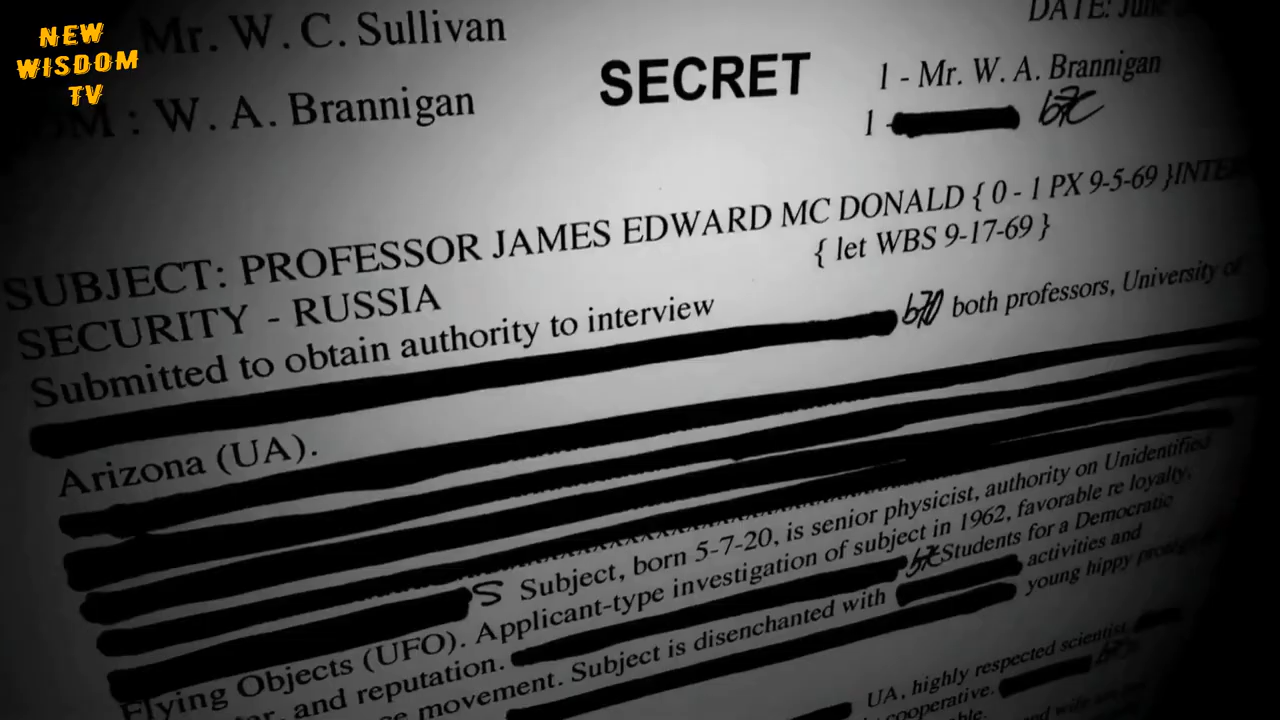 NEW
WISDOM
TV
Mr. W. C. Sullivan
DATE: June
: W. A. Brannigan
SECRET
1 - Mr. W. A. Brannigan
1 - b7C
SUBJECT: PROFESSOR JAMES EDWARD MC DONALD { 0 - 1 PX 9-5-69 }INTE
{ let WBS 9-17-69 }
SECURITY - RUSSIA
Submitted to obtain authority to interview
both professors, University of
Arizona (UA).
S Subject, born 5-7-20, is senior physicist, authority on Unidentified
Flying Objects (UFO). Applicant-type investigation of subject in 1962, favorable re loyalty,
and reputation. Students for a Democratic
movement. Subject is disenchanted with activities and
young hippy
UA, highly respected scientist,
cooperative.
and wife